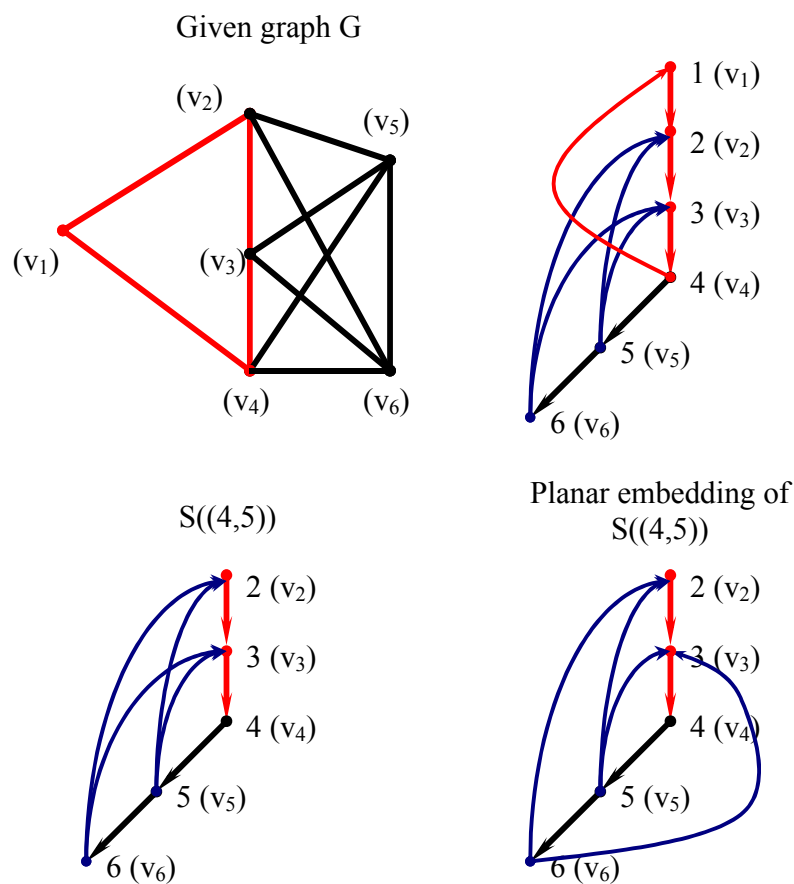 Given graph G
(v₂)
(v₅)
(v₁)
(v₃)
(v₄)
(v₆)
1 (v₁)
2 (v₂)
3 (v₃)
4 (v₄)
5 (v₅)
6 (v₆)
S((4,5))
2 (v₂)
3 (v₃)
4 (v₄)
5 (v₅)
6 (v₆)
Planar embedding of
S((4,5))
2 (v₂)
3 (v₃)
4 (v₄)
5 (v₅)
6 (v₆)